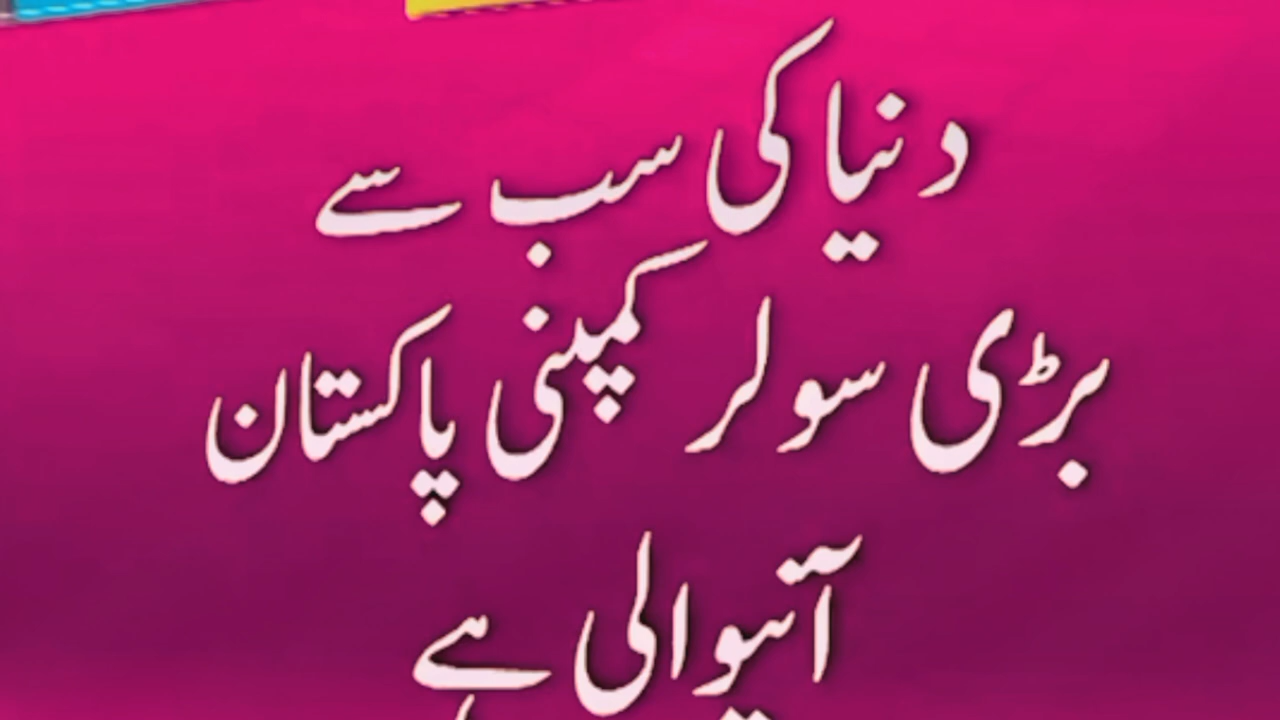 دنیا کی سب سے
بڑی سولر کمپنی پاکستان
آنیوالی ہے